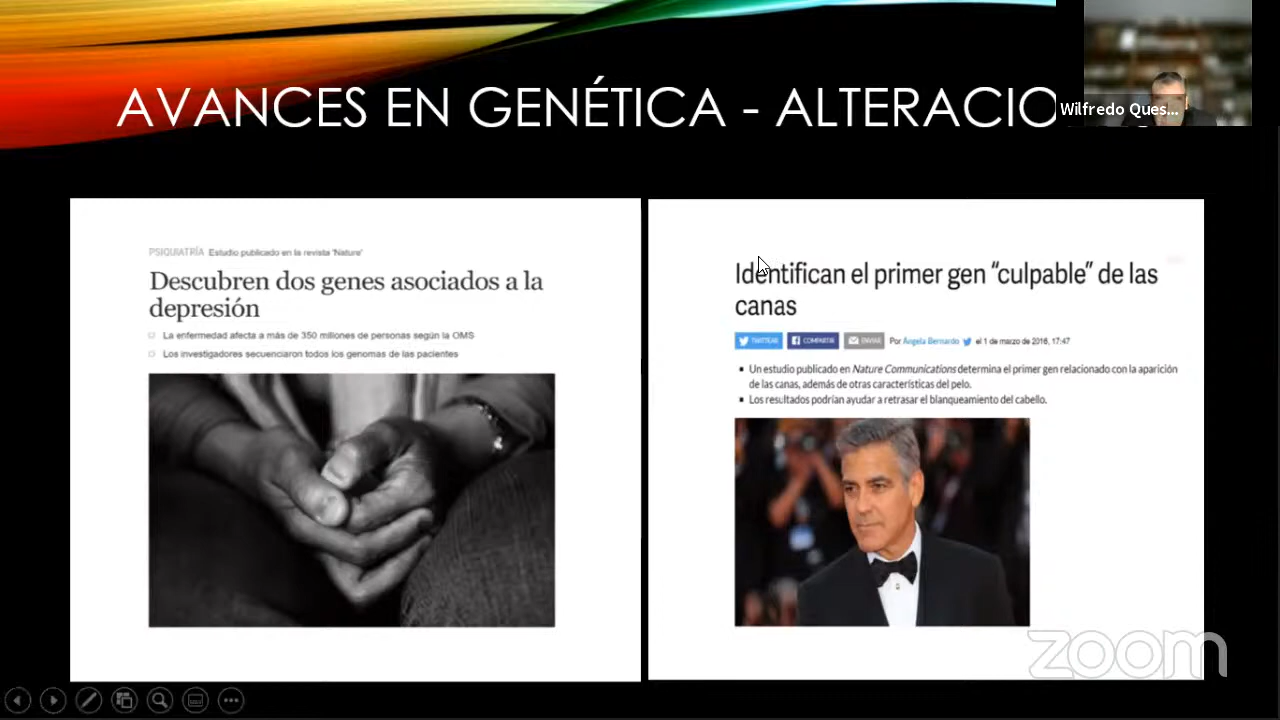 AVANCES EN GENÉTICA - ALTERACIO
Wilfredo Ques...
PSIQUIATRÍA Estudio publicado en la revista 'Nature'
Descubren dos genes asociados a la
depresión
La enfermedad afecta a más de 350 millones de personas según la OMS
Los investigadores secuenciaron todos los genomas de las pacientes
Identifican el primer gen “culpable” de las
canas
TWITTEAR COMPARTIR ENVIAR Por Ángela Bernardo el 1 de marzo de 2016, 17:47
▪ Un estudio publicado en Nature Communications determina el primer gen relacionado con la aparición
de las canas, además de otras características del pelo.
▪ Los resultados podrían ayudar a retrasar el blanqueamiento del cabello.
zoom